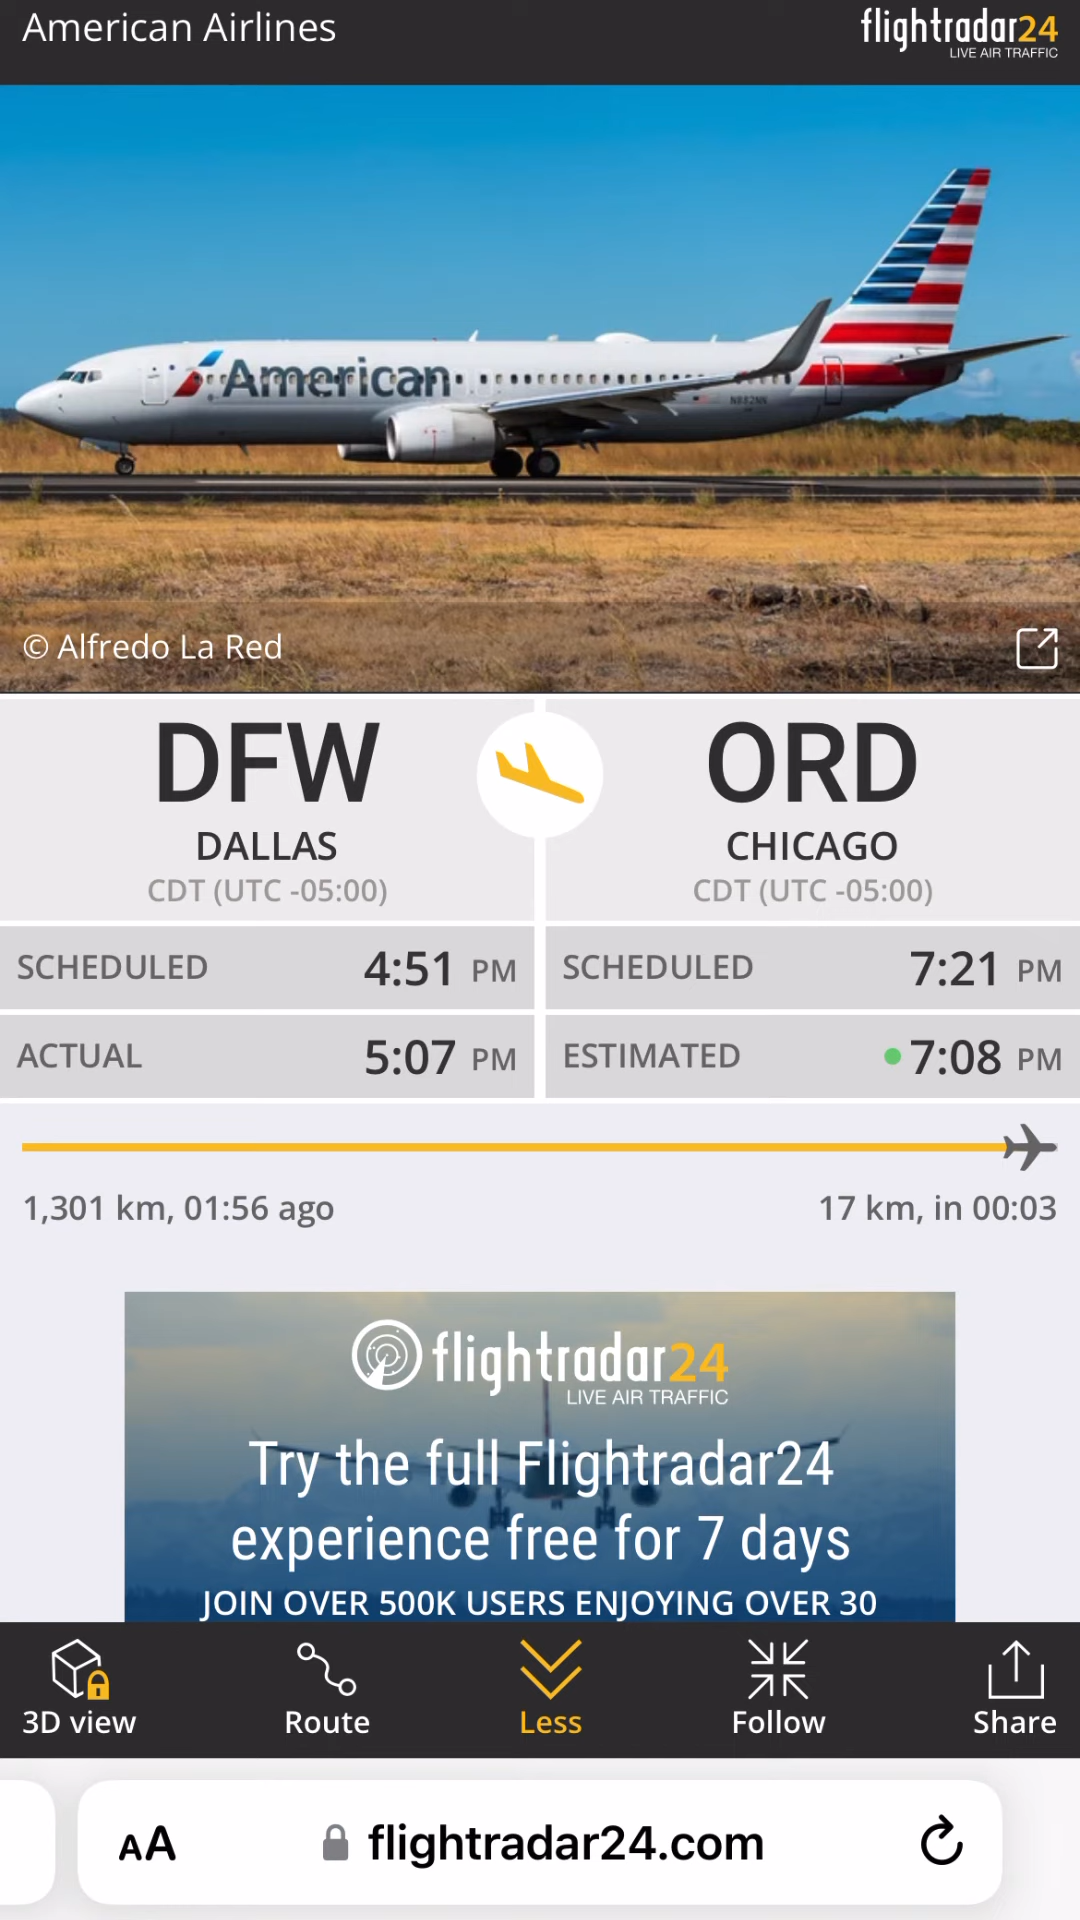 American Airlines
flightradar24
LIVE AIR TRAFFIC
American
N882NN
© Alfredo La Red
DFW
DALLAS
CDT (UTC -05:00)
ORD
CHICAGO
CDT (UTC -05:00)
SCHEDULED 4:51 PM
SCHEDULED 7:21 PM
ACTUAL 5:07 PM
ESTIMATED 7:08 PM
1,301 km, 01:56 ago
17 km, in 00:03
flightradar24
LIVE AIR TRAFFIC
Try the full Flightradar24
experience free for 7 days
JOIN OVER 500K USERS ENJOYING OVER 30
3D view
Route
Less
Follow
Share
AA
flightradar24.com